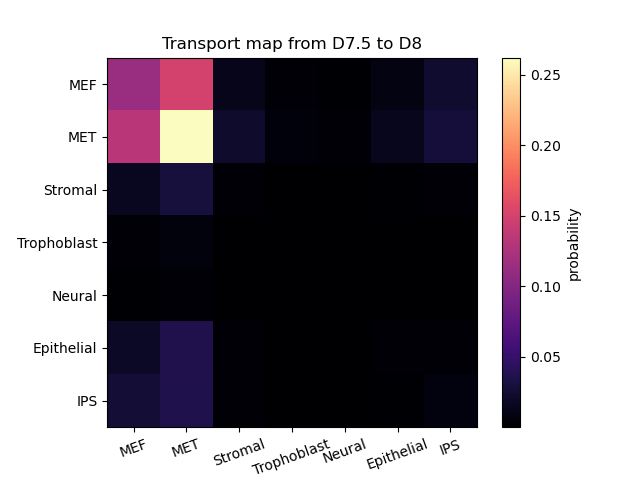 Transport map from D7.5 to D8
MEF
MET
Stromal
Trophoblast
Neural
Epithelial
IPS
MEF
MET
Stromal
Trophoblast
Neural
Epithelial
IPS
0.25
0.20
0.15
0.10
0.05
probability